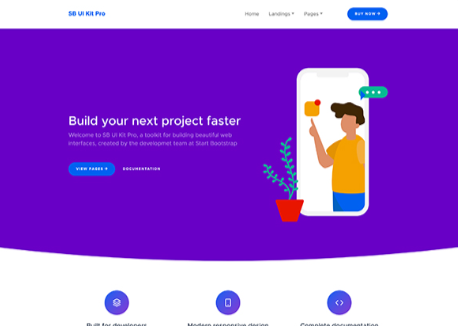 SB UI Kit Pro
Home Landings Pages
BUY NOW
Build your next project faster
Welcome to SB UI Kit Pro, a toolkit for building beautiful web
interfaces, created by the developmet team at Start Bootstrap
VIEW PAGES DOCUMENTATION
Built for developers Modern responsive design Complete documentation